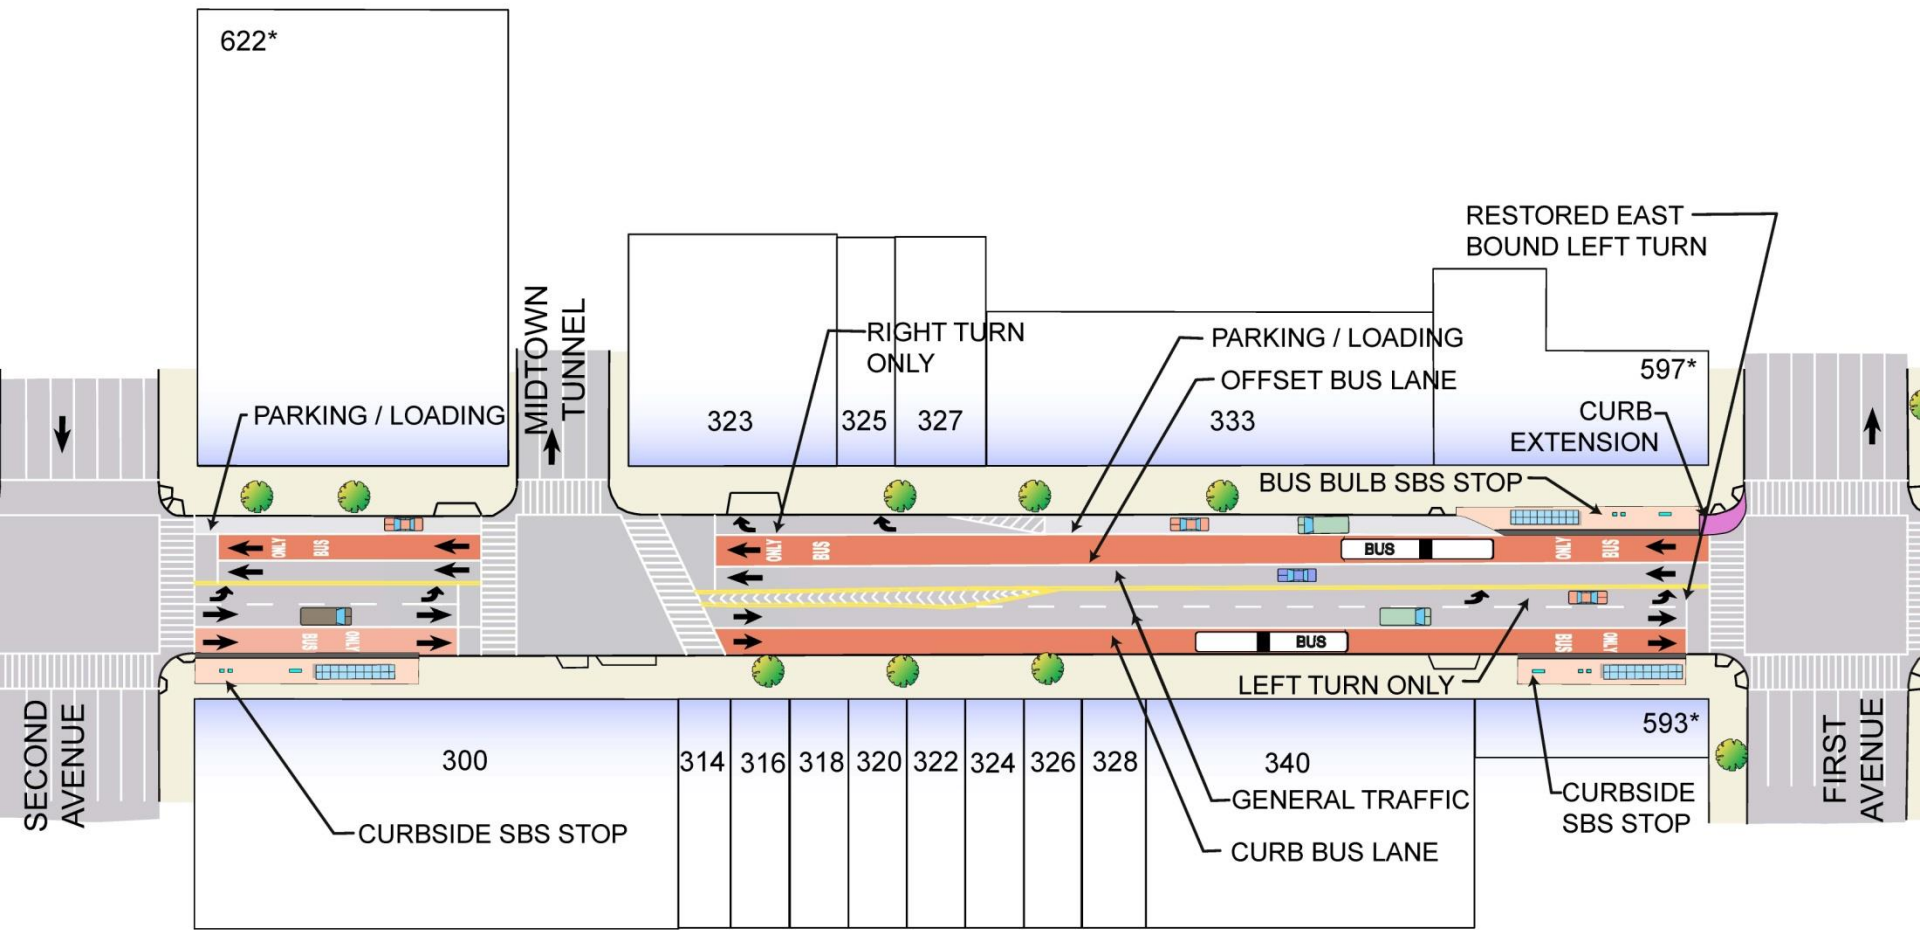 622*
RESTORED EAST
BOUND LEFT TURN
MIDTOWN
TUNNEL
RIGHT TURN
ONLY
PARKING / LOADING
OFFSET BUS LANE
597*
PARKING / LOADING
323
325
327
333
CURB
EXTENSION
BUS BULB SBS STOP
ONLY
BUS
ONLY
BUS
BUS
ONLY
BUS
BUS
ONLY
BUS
BUS
ONLY
LEFT TURN ONLY
SECOND
AVENUE
300
314
316
318
320
322
324
326
328
340
593*
FIRST
AVENUE
GENERAL TRAFFIC
CURBSIDE
SBS STOP
CURBSIDE SBS STOP
CURB BUS LANE